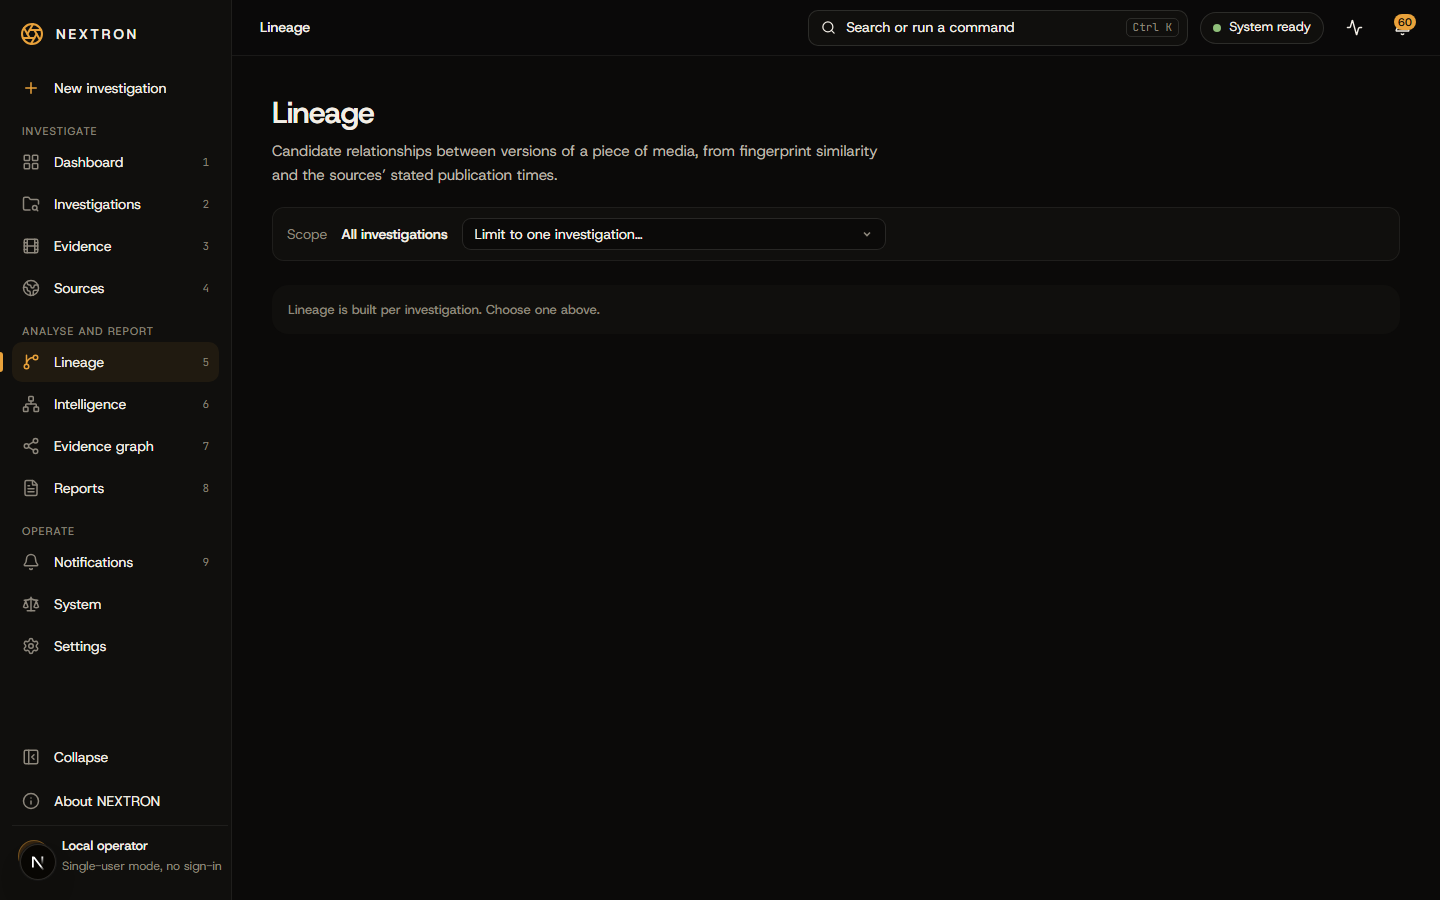 NEXTRON
New investigation
INVESTIGATE
Dashboard 1
Investigations 2
Evidence 3
Sources 4
ANALYSE AND REPORT
Lineage 5
Intelligence 6
Evidence graph 7
Reports 8
OPERATE
Notifications 9
System
Settings
Collapse
About NEXTRON
N
Local operator
Single-user mode, no sign-in
Lineage
Search or run a command Ctrl K
System ready
60
Lineage
Candidate relationships between versions of a piece of media, from fingerprint similarity
and the sources’ stated publication times.
Scope All investigations Limit to one investigation…
Lineage is built per investigation. Choose one above.